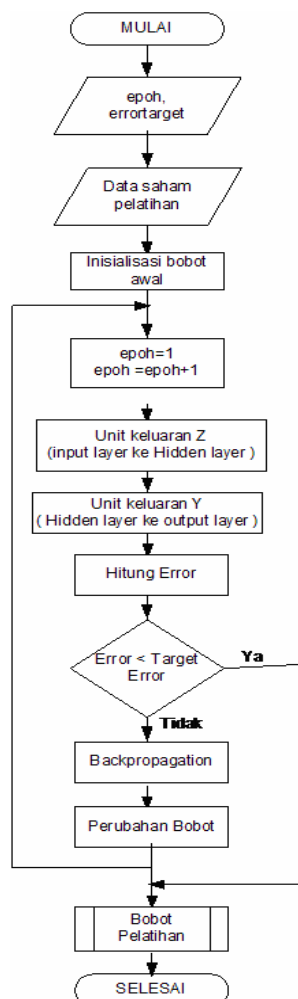 MULAI
epoh,
errortarget
Data saham
pelatihan
Inisialisasi bobot
awal
epoh=1
epoh =epoh+1
Unit keluaran Z
(input layer ke Hidden layer )
Unit keluaran Y
( Hidden layer ke output layer )
Hitung Error
Error < Target
Error
Ya
Tidak
Backpropagation
Perubahan Bobot
Bobot
Pelatihan
SELESAI